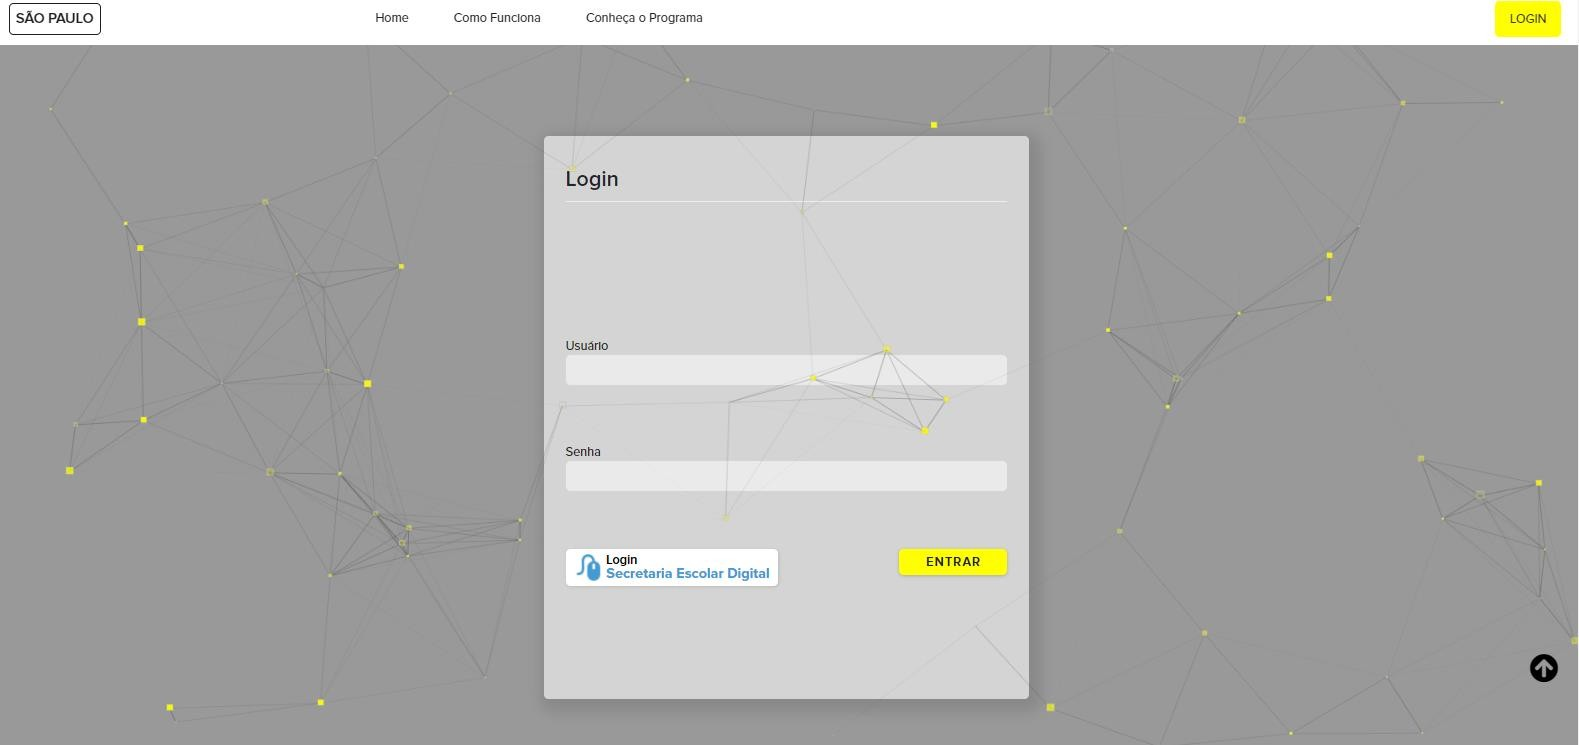 SÃO PAULO
Home
Como Funciona
Conheça o Programa
LOGIN
Login
Usuário
Senha
Login
Secretaria Escolar Digital
ENTRAR